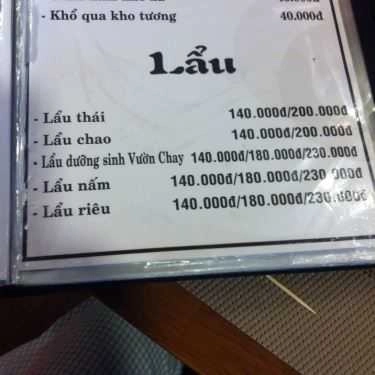 - Khổ qua kho tương 40.000đ
Lẩu
- Lẩu thái 140.000đ/200.000đ
- Lẩu chao 140.000đ/200.000đ
- Lẩu dưỡng sinh Vườn Chay 140.000đ/180.000đ/230.000đ
- Lẩu nấm 140.000đ/180.000đ/230.000đ
- Lẩu riêu 140.000đ/180.000đ/230.000đ